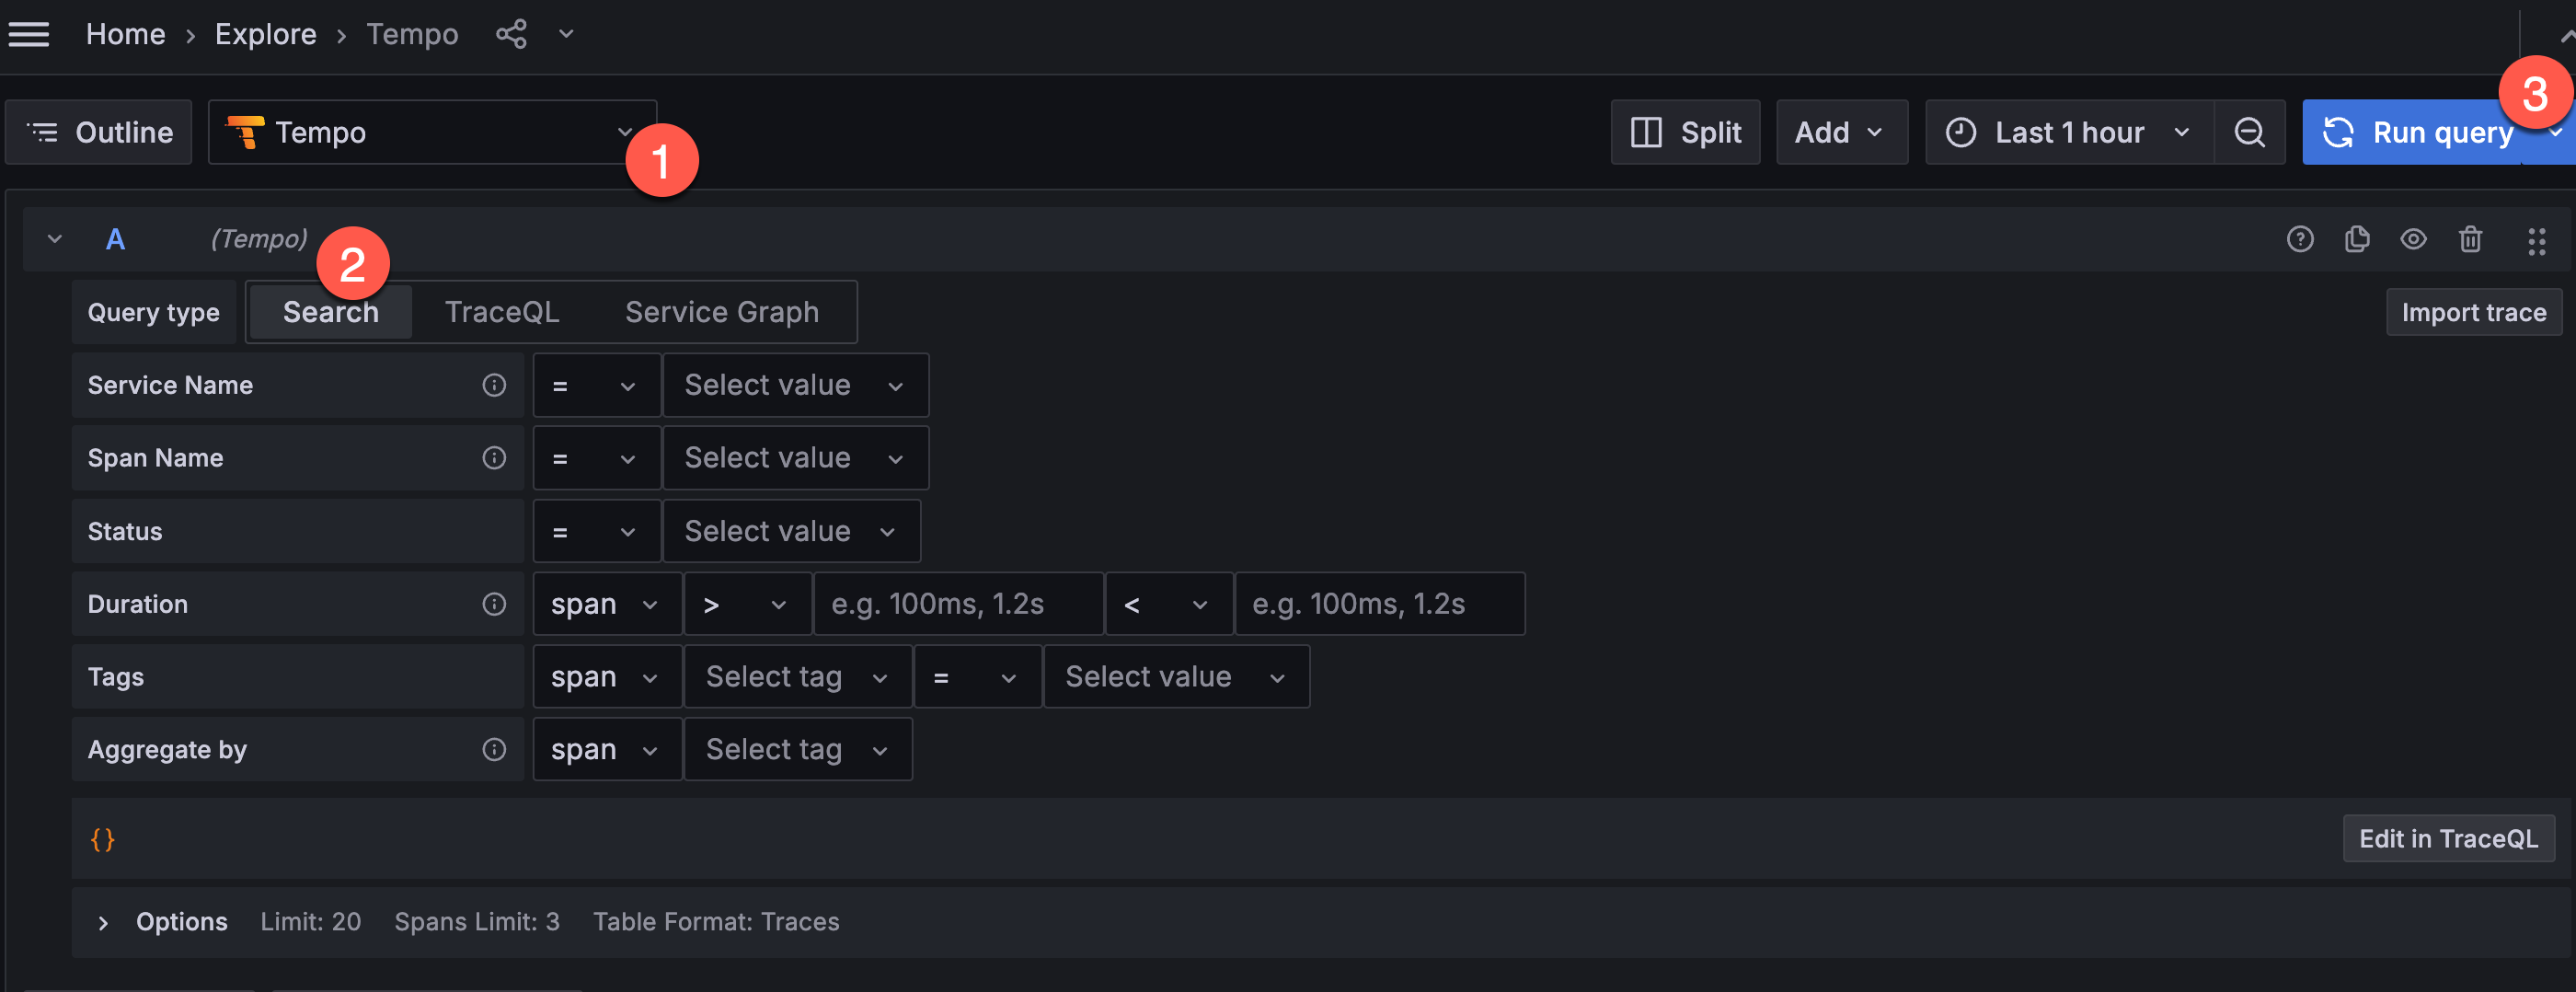 Home › Explore › Tempo
Outline Tempo Split Add Last 1 hour Run query
1
3
A (Tempo)
2
Query type Search TraceQL Service Graph Import trace
Service Name = Select value
Span Name = Select value
Status = Select value
Duration span > e.g. 100ms, 1.2s < e.g. 100ms, 1.2s
Tags span Select tag = Select value
Aggregate by span Select tag
{} Edit in TraceQL
Options Limit: 20 Spans Limit: 3 Table Format: Traces